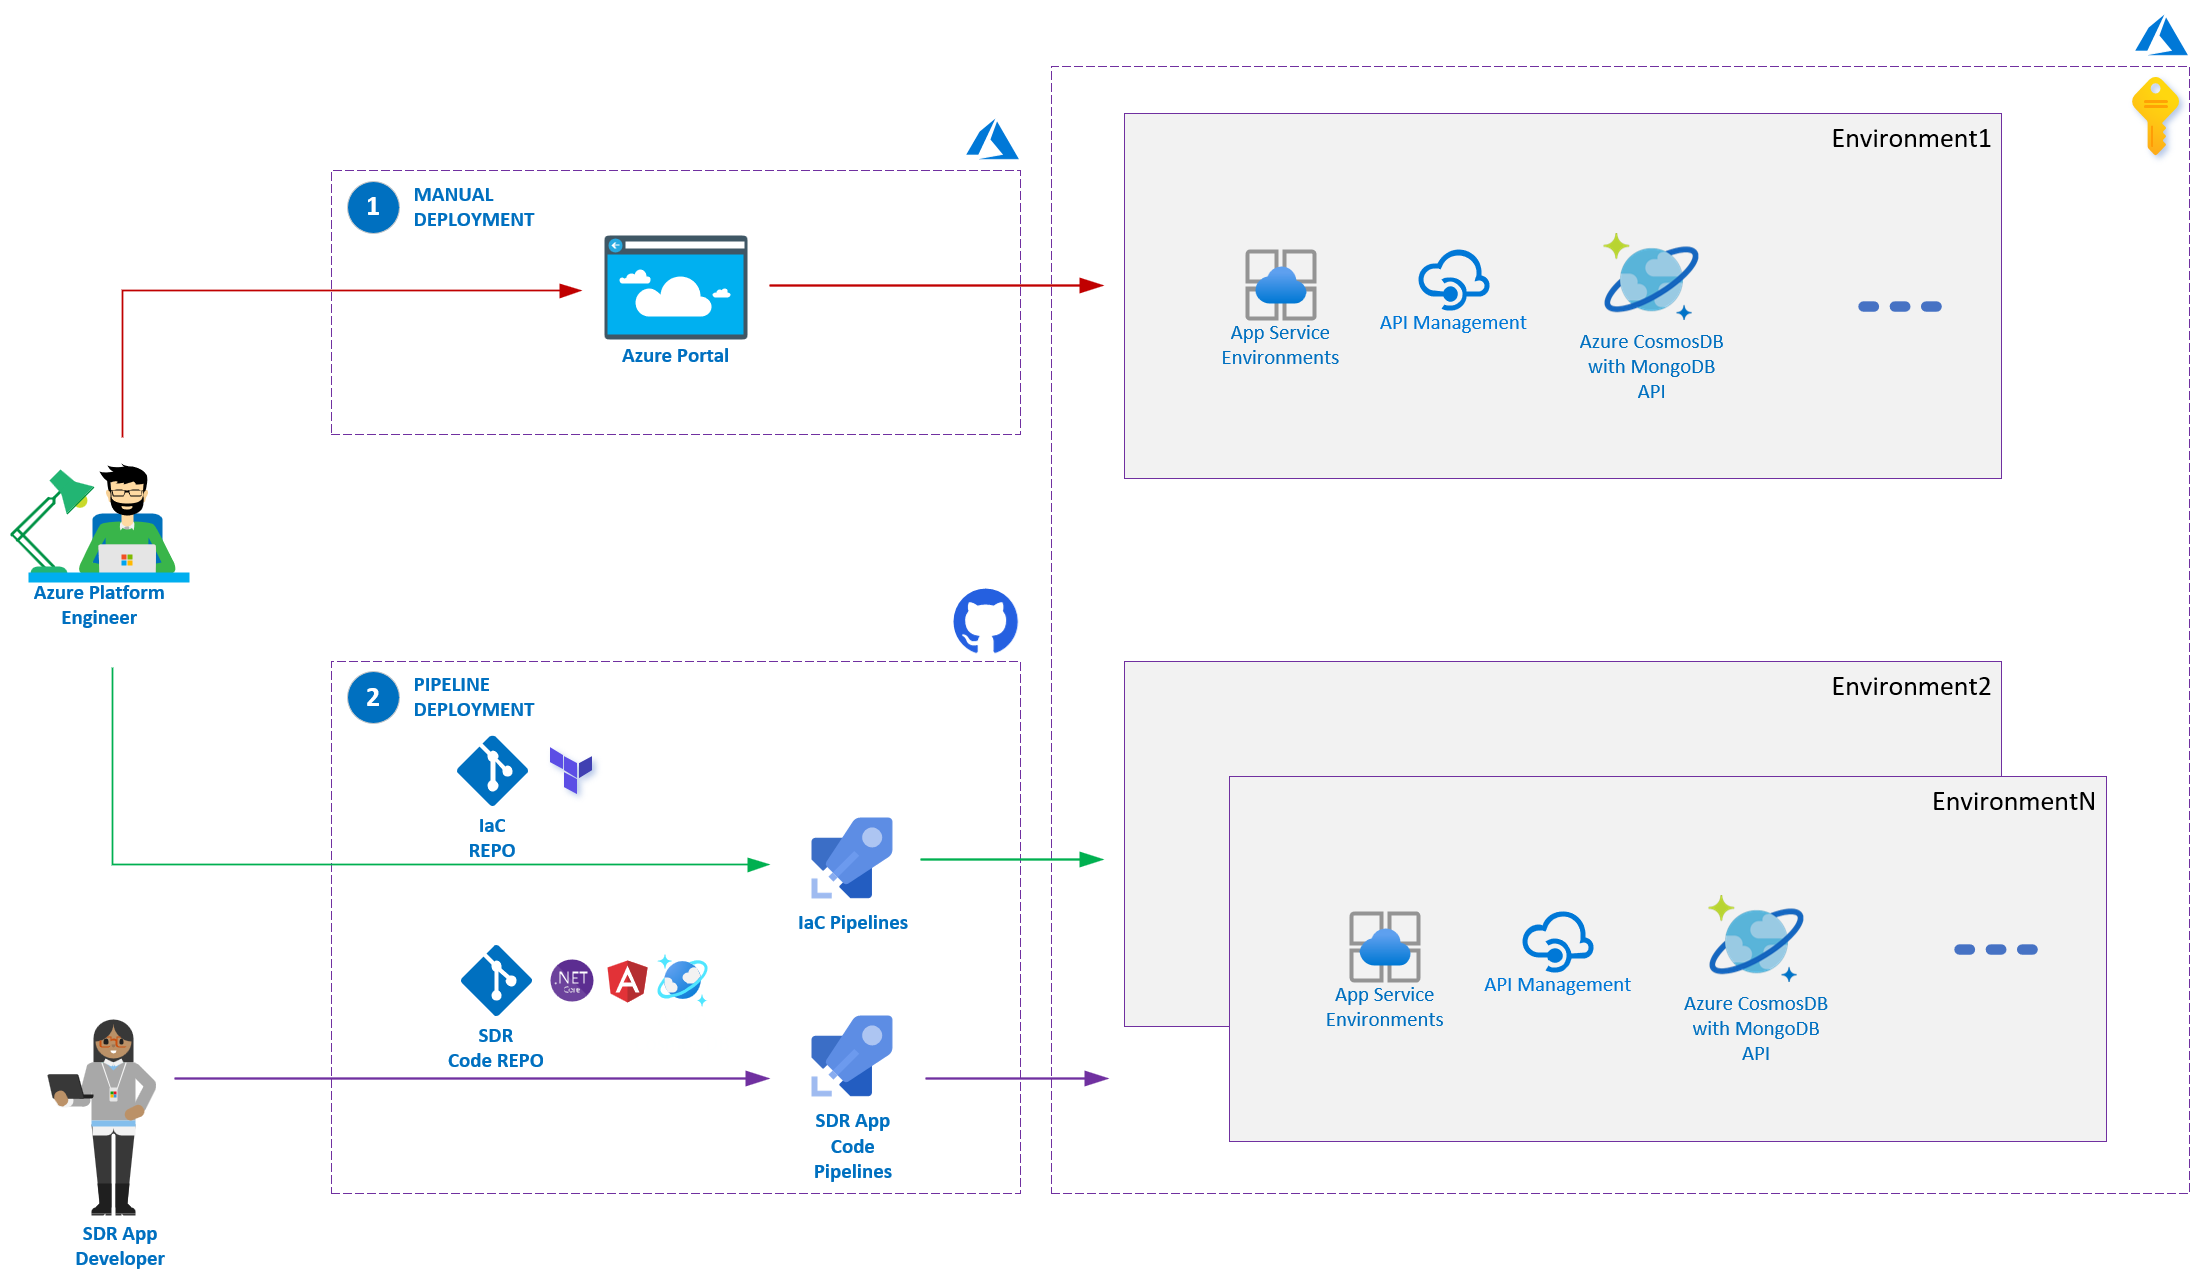 Environment1
1
MANUAL
DEPLOYMENT
Azure Portal
App Service
Environments
API Management
Azure CosmosDB
with MongoDB
API
Azure Platform
Engineer
2
PIPELINE
DEPLOYMENT
IaC
REPO
IaC Pipelines
.NET
Core
A
SDR
Code REPO
SDR App
Code
Pipelines
SDR App
Developer
Environment2
EnvironmentN
App Service
Environments
API Management
Azure CosmosDB
with MongoDB
API